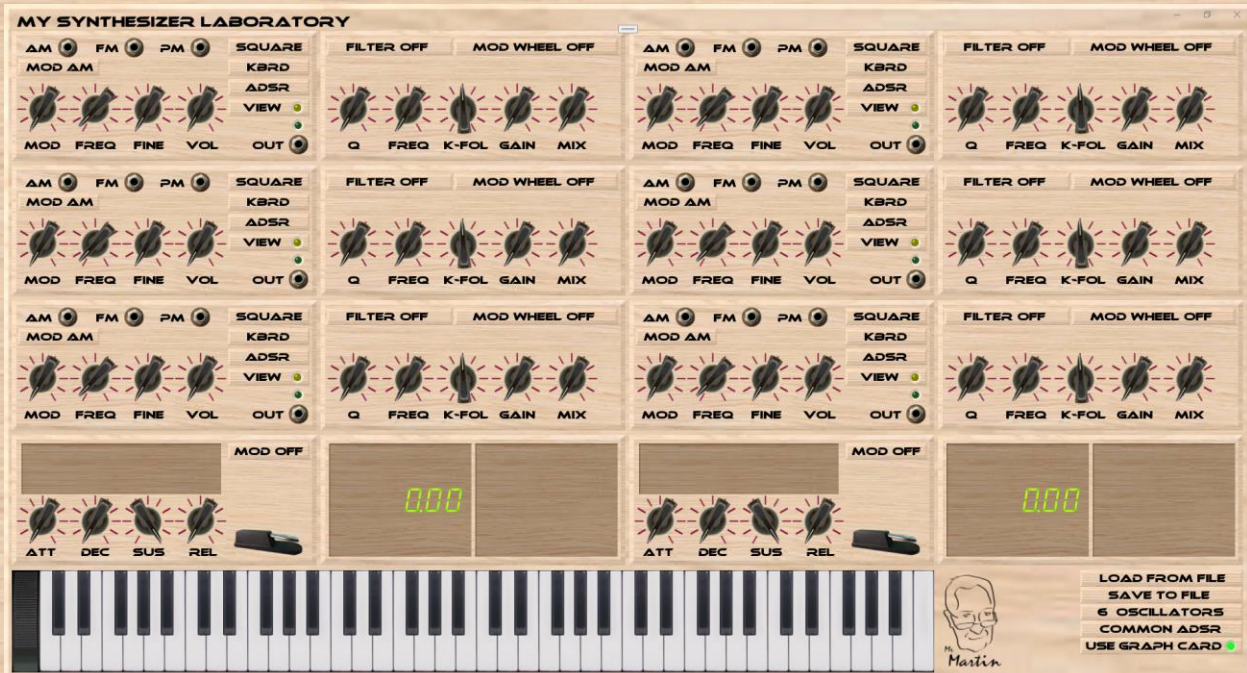 MY SYNTHESIZER LABORATORY
AM FM PM SQUARE FILTER OFF MOD WHEEL OFF AM FM PM SQUARE FILTER OFF MOD WHEEL OFF
MOD AM KBRD MOD AM KBRD
ADSR ADSR
VIEW VIEW
MOD FREQ FINE VOL OUT Q FREQ K-FOL GAIN MIX MOD FREQ FINE VOL OUT Q FREQ K-FOL GAIN MIX
AM FM PM SQUARE FILTER OFF MOD WHEEL OFF AM FM PM SQUARE FILTER OFF MOD WHEEL OFF
MOD AM KBRD MOD AM KBRD
ADSR ADSR
VIEW VIEW
MOD FREQ FINE VOL OUT Q FREQ K-FOL GAIN MIX MOD FREQ FINE VOL OUT Q FREQ K-FOL GAIN MIX
AM FM PM SQUARE FILTER OFF MOD WHEEL OFF AM FM PM SQUARE FILTER OFF MOD WHEEL OFF
MOD AM KBRD MOD AM KBRD
ADSR ADSR
VIEW VIEW
MOD FREQ FINE VOL OUT Q FREQ K-FOL GAIN MIX MOD FREQ FINE VOL OUT Q FREQ K-FOL GAIN MIX
MOD OFF MOD OFF
0.00 0.00
ATT DEC SUS REL ATT DEC SUS REL
LOAD FROM FILE
SAVE TO FILE
6 OSCILLATORS
COMMON ADSR
USE GRAPH CARD
Martin